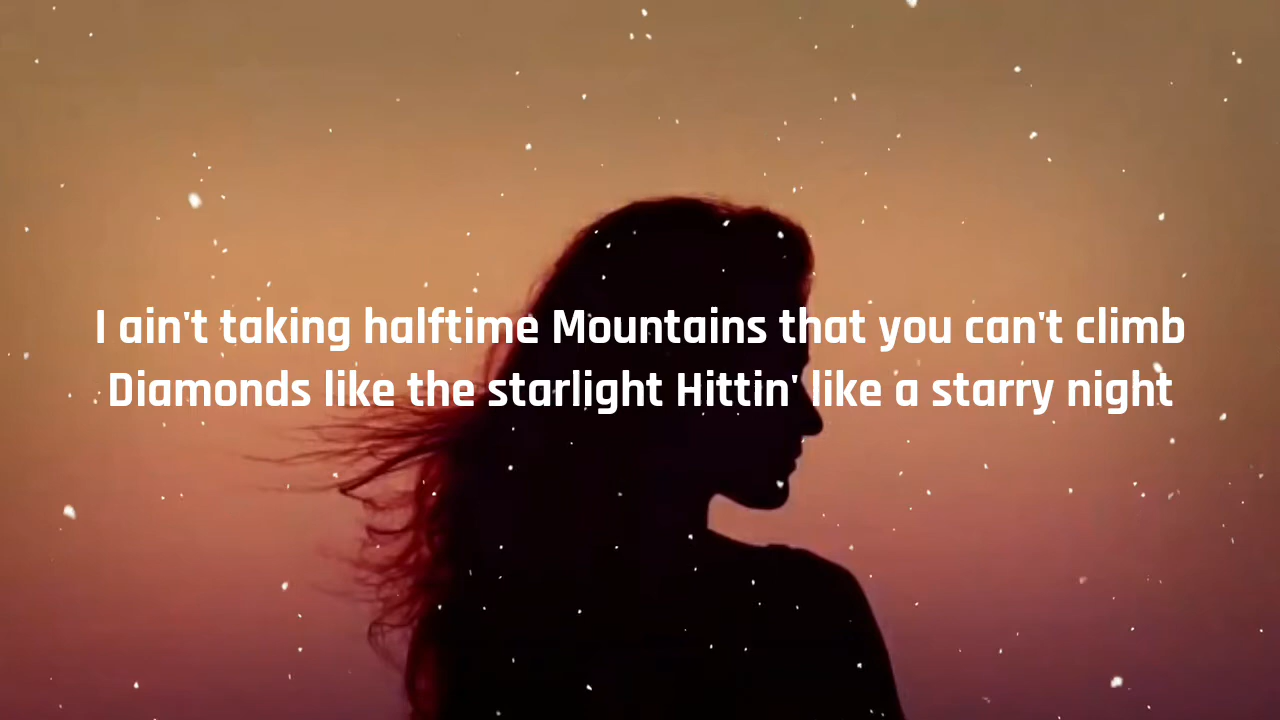 I ain't taking halftime Mountains that you can't climb
Diamonds like the starlight Hittin' like a starry night